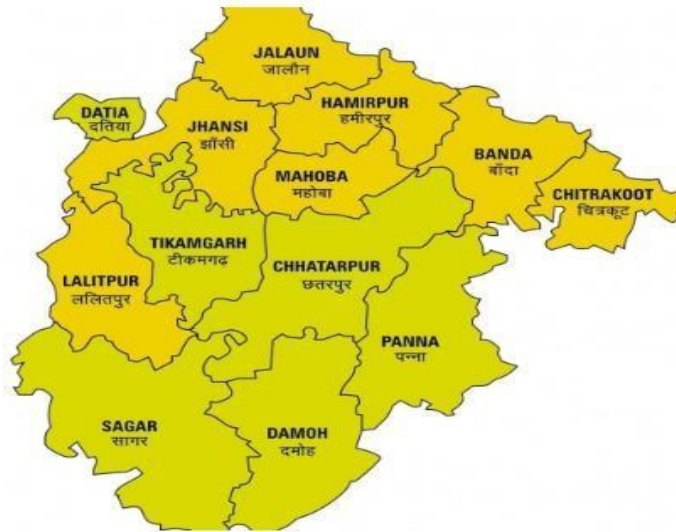 JALAUN
जालौन
HAMIRPUR
हमीरपुर
DATIA
दतिया
JHANSI
झाँसी
BANDA
बाँदा
MAHOBA
महोबा
CHITRAKOOT
चित्रकूट
TIKAMGARH
टीकमगढ़
CHHATARPUR
छतरपुर
LALITPUR
ललितपुर
PANNA
पन्ना
SAGAR
सागर
DAMOH
दमोह